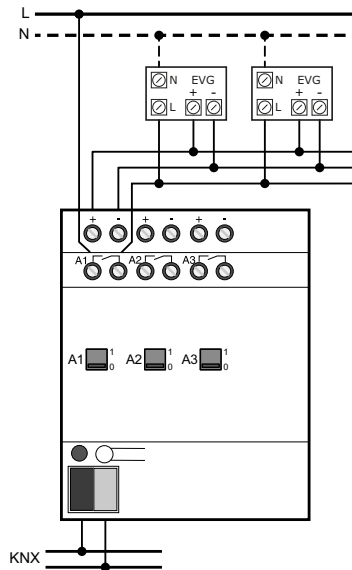 L
N
N EVG
+ -
L
N EVG
+ -
L
+ - + - + -
A1 A2 A3
A1 1 0 A2 1 0 A3 1 0
KNX